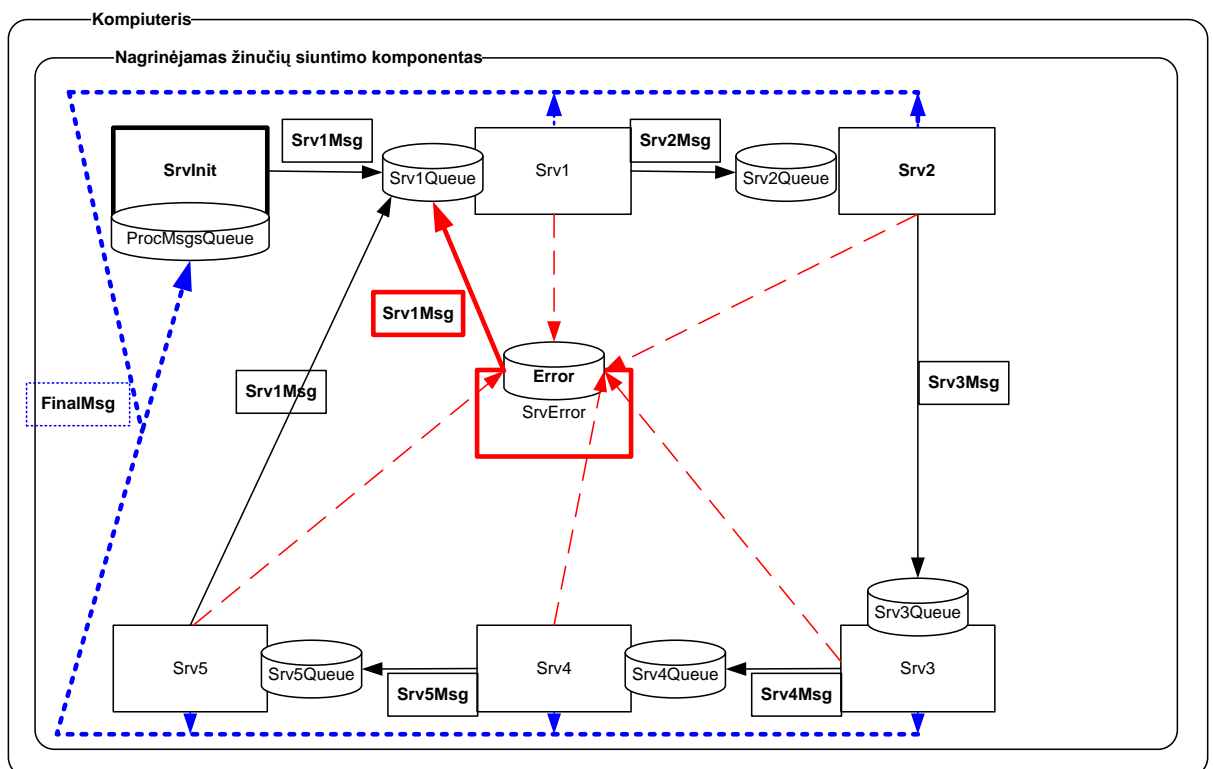 Kompiuteris
Nagrinėjamas žinučių siuntimo komponentas
SrvInit
ProcMsgsQueue
Srv1Msg
Srv1Queue
Srv1
Srv2Msg
Srv2Queue
Srv2
Srv1Msg
Error
SrvError
Srv1Msg
FinalMsg
Srv3Msg
Srv3Queue
Srv5
Srv5Queue
Srv5Msg
Srv4
Srv4Queue
Srv4Msg
Srv3